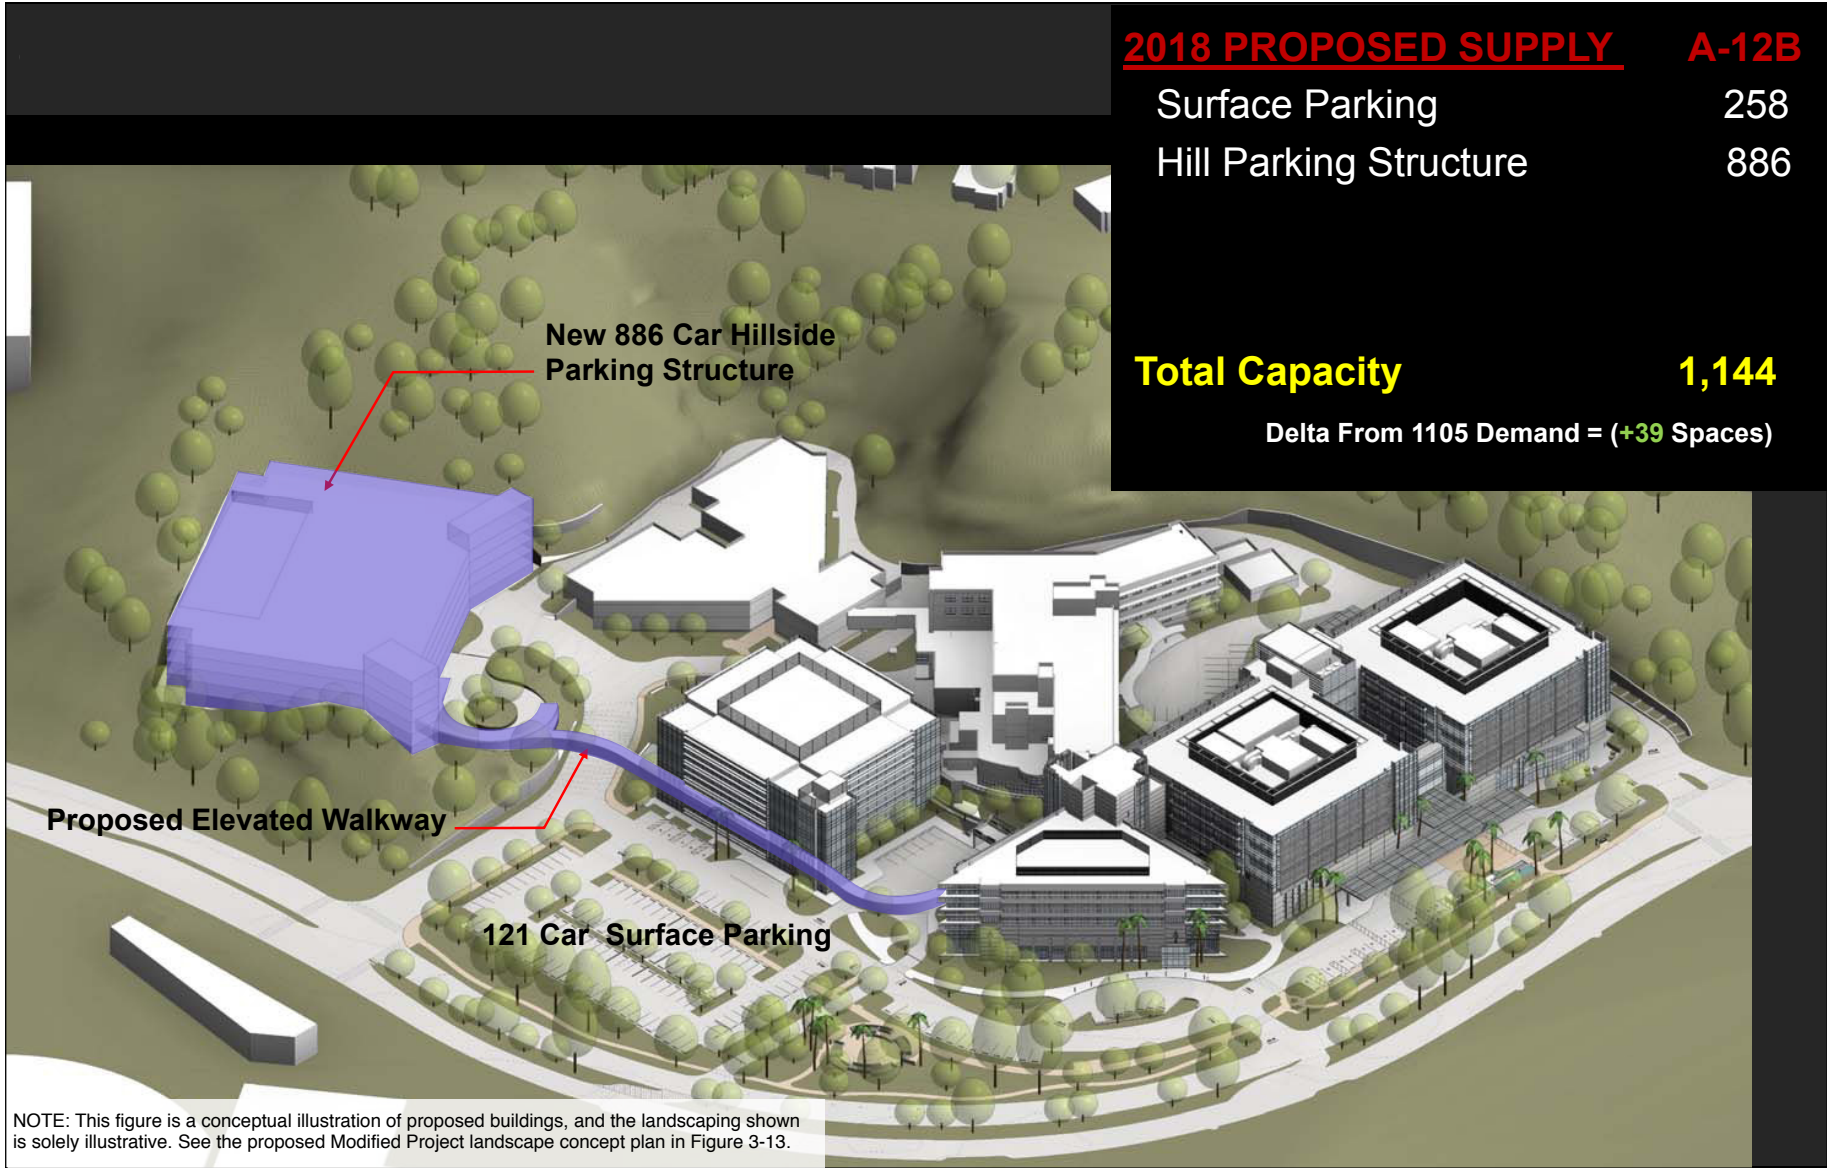 2018 PROPOSED SUPPLY A-12B
Surface Parking 258
Hill Parking Structure 886
Total Capacity 1,144
Delta From 1105 Demand = (+39 Spaces)
New 886 Car Hillside
Parking Structure
Proposed Elevated Walkway
121 Car Surface Parking
NOTE: This figure is a conceptual illustration of proposed buildings, and the landscaping shown
is solely illustrative. See the proposed Modified Project landscape concept plan in Figure 3-13.